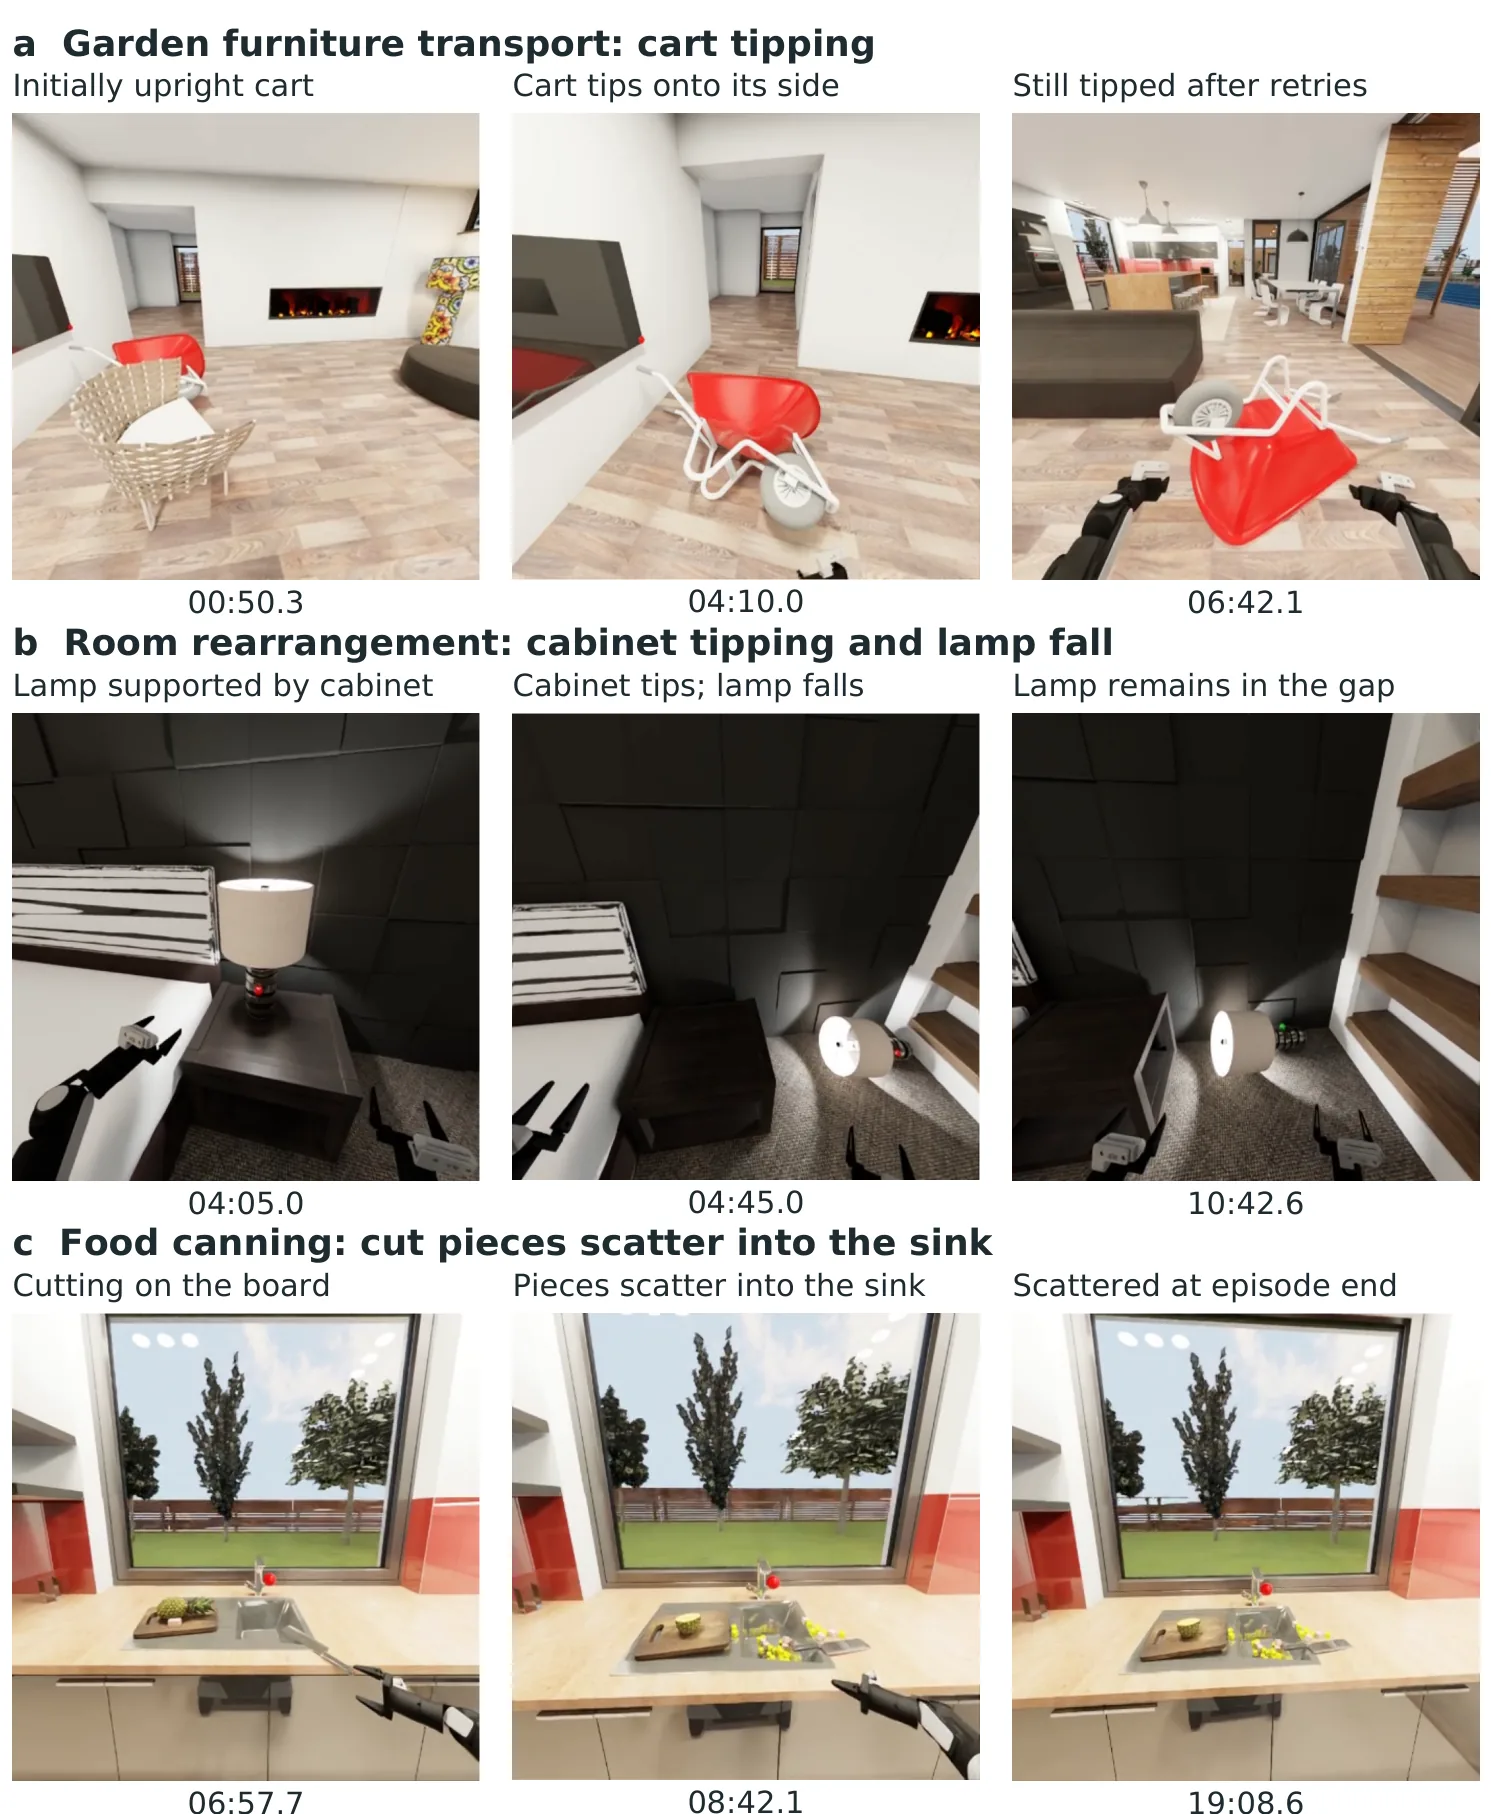 a Garden furniture transport: cart tipping
Initially upright cart
Cart tips onto its side
Still tipped after retries
00:50.3
04:10.0
06:42.1
b Room rearrangement: cabinet tipping and lamp fall
Lamp supported by cabinet
Cabinet tips; lamp falls
Lamp remains in the gap
04:05.0
04:45.0
10:42.6
c Food canning: cut pieces scatter into the sink
Cutting on the board
Pieces scatter into the sink
Scattered at episode end
06:57.7
08:42.1
19:08.6